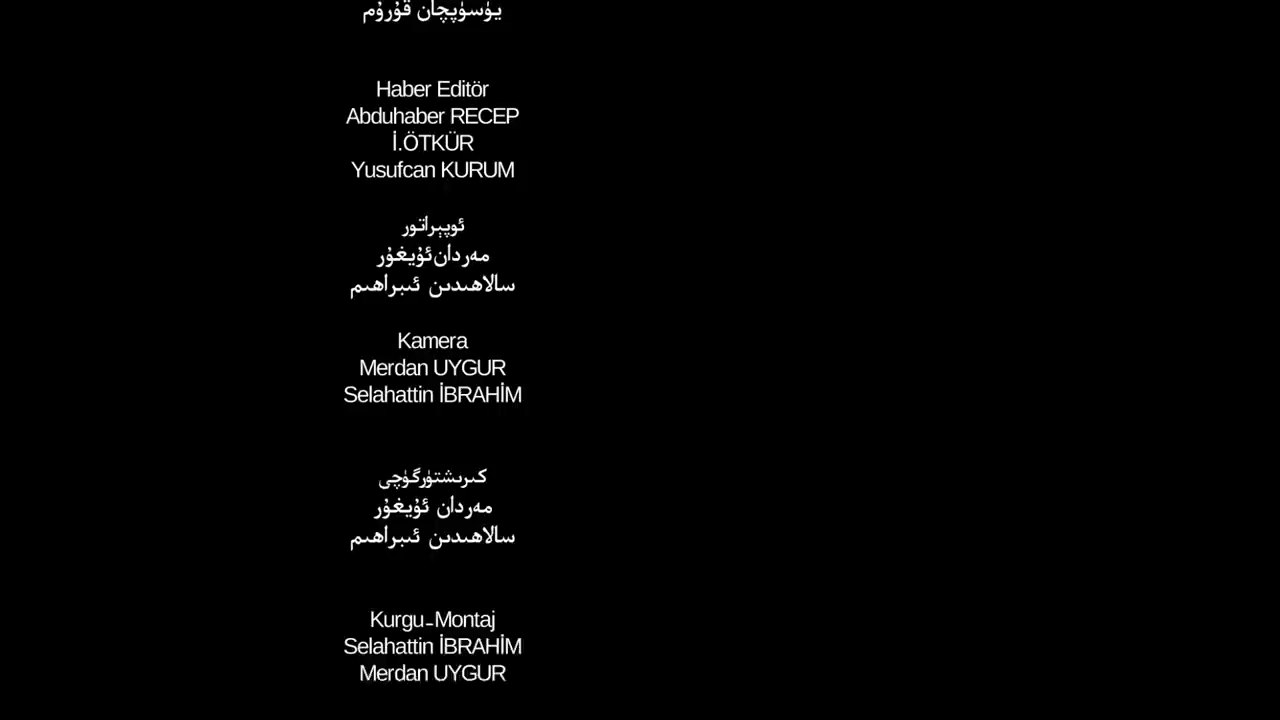 يۈسۈپچان قۇرۇم
Haber Editör
Abduhaber RECEP
İ.ÖTKÜR
Yusufcan KURUM
ئوپېراتور
مەردان ئۇيغۇر
سالاھىدىن ئىبراھىم
Kamera
Merdan UYGUR
Selahattin İBRAHİM
كىرىشتۈرگۈچى
مەردان ئۇيغۇر
سالاھىدىن ئىبراھىم
Kurgu-Montaj
Selahattin İBRAHİM
Merdan UYGUR